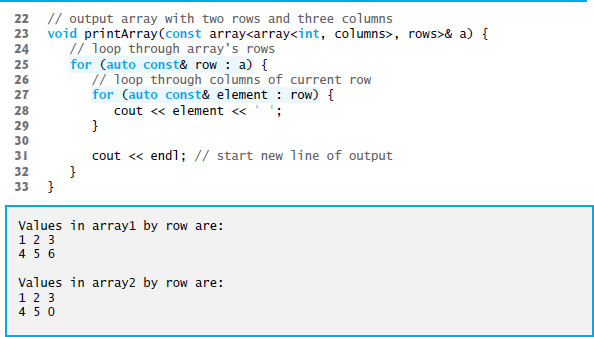 22 // output array with two rows and three columns
23 void printArray(const array<array<int, columns>, rows>& a) {
24 // loop through array's rows
25 for (auto const& row : a) {
26 // loop through columns of current row
27 for (auto const& element : row) {
28 cout << element << ' ';
29 }
30
31 cout << endl; // start new line of output
32 }
33 }
Values in array1 by row are:
1 2 3
4 5 6
Values in array2 by row are:
1 2 3
4 5 0